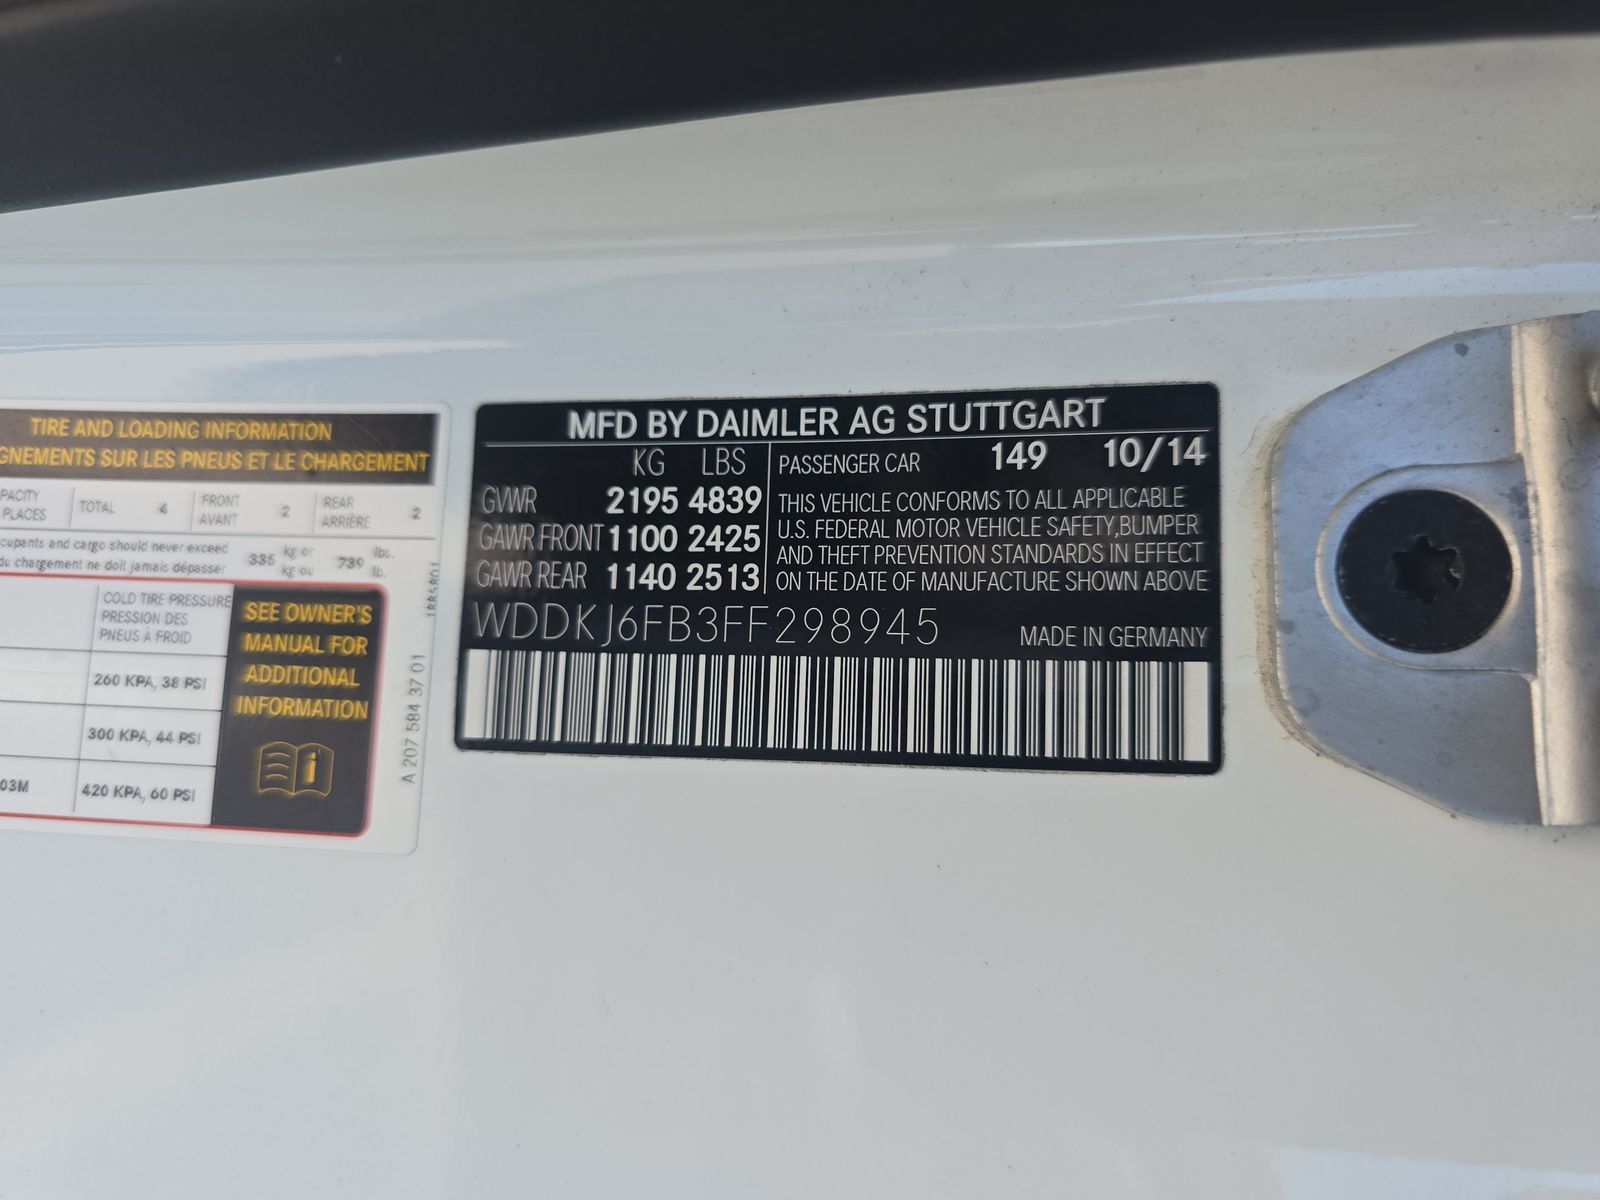 TIRE AND LOADING INFORMATION
GNEMENTS SUR LES PNEUS ET LE CHARGEMENT
PACITY
PLACES
TOTAL 4
FRONT
AVANT
2
REAR
ARRIÈRE
2
cupants and cargo should never exceed
du chargement ne doit jamais dépasser
335
kg or
kg ou
739
lbs.
lb.
COLD TIRE PRESSURE
PRESSION DES
PNEUS À FROID
260 KPA, 38 PSI
300 KPA, 44 PSI
03M
420 KPA, 60 PSI
SEE OWNER'S
MANUAL FOR
ADDITIONAL
INFORMATION
i
A 207 584 37 01
MFD BY DAIMLER AG STUTTGART
KG LBS
GVWR 2195 4839
GAWR FRONT 1100 2425
GAWR REAR 1140 2513
PASSENGER CAR 149 10/14
THIS VEHICLE CONFORMS TO ALL APPLICABLE
U.S. FEDERAL MOTOR VEHICLE SAFETY,BUMPER
AND THEFT PREVENTION STANDARDS IN EFFECT
ON THE DATE OF MANUFACTURE SHOWN ABOVE
WDDKJ6FB3FF298945
MADE IN GERMANY